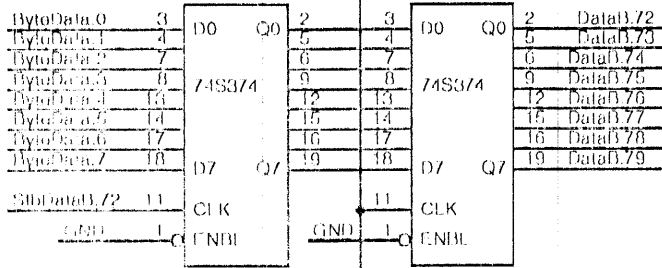 ByteData.0 3 D0 Q0 2 3 D0 Q0 2 DataB.72
ByteData.1 4 5 4 5 DataB.73
ByteData.2 7 6 7 6 DataB.74
ByteData.3 8 74S374 9 8 74S374 9 DataB.75
ByteData.4 13 12 13 12 DataB.76
ByteData.5 14 15 14 15 DataB.77
ByteData.6 17 16 17 16 DataB.78
ByteData.7 18 D7 Q7 19 18 D7 Q7 19 DataB.79
StbDataB.72 11 CLK 11 CLK
GND 1 ENBL GND 1 ENBL